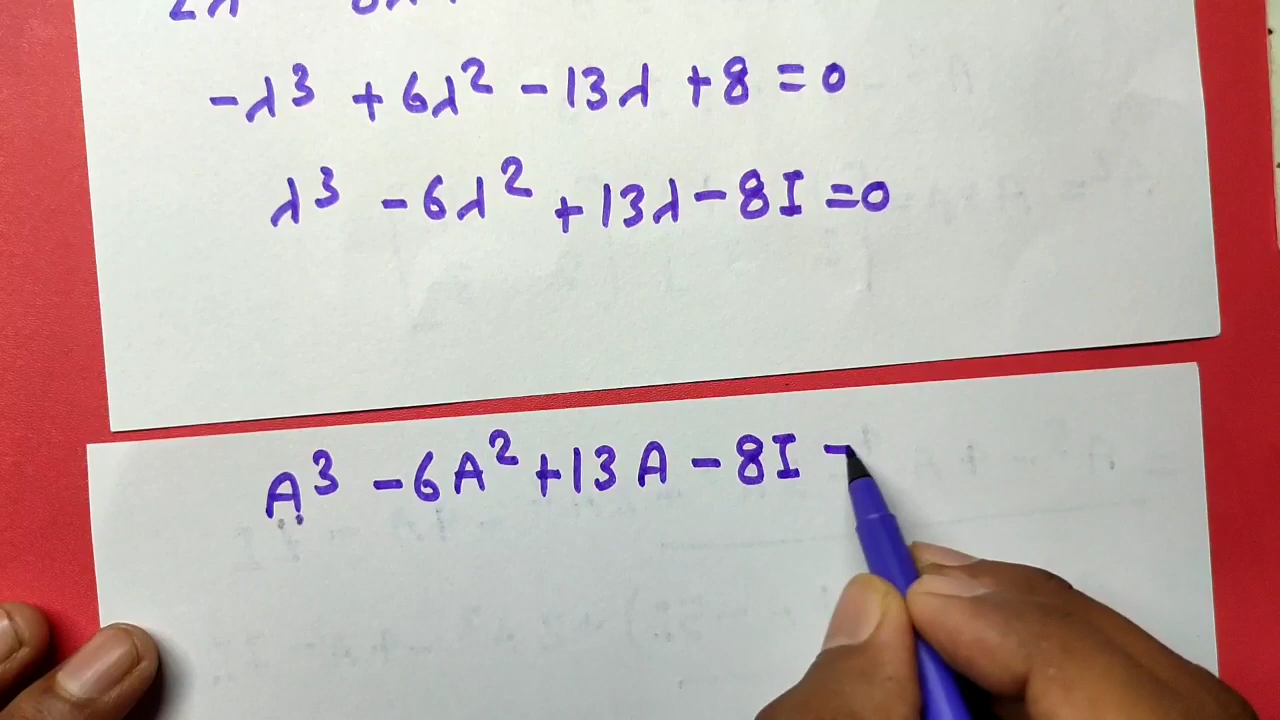 -λ³ + 6λ² - 13λ + 8 = 0
λ³ - 6λ² + 13λ - 8I = 0
A³ - 6A² + 13A - 8I -